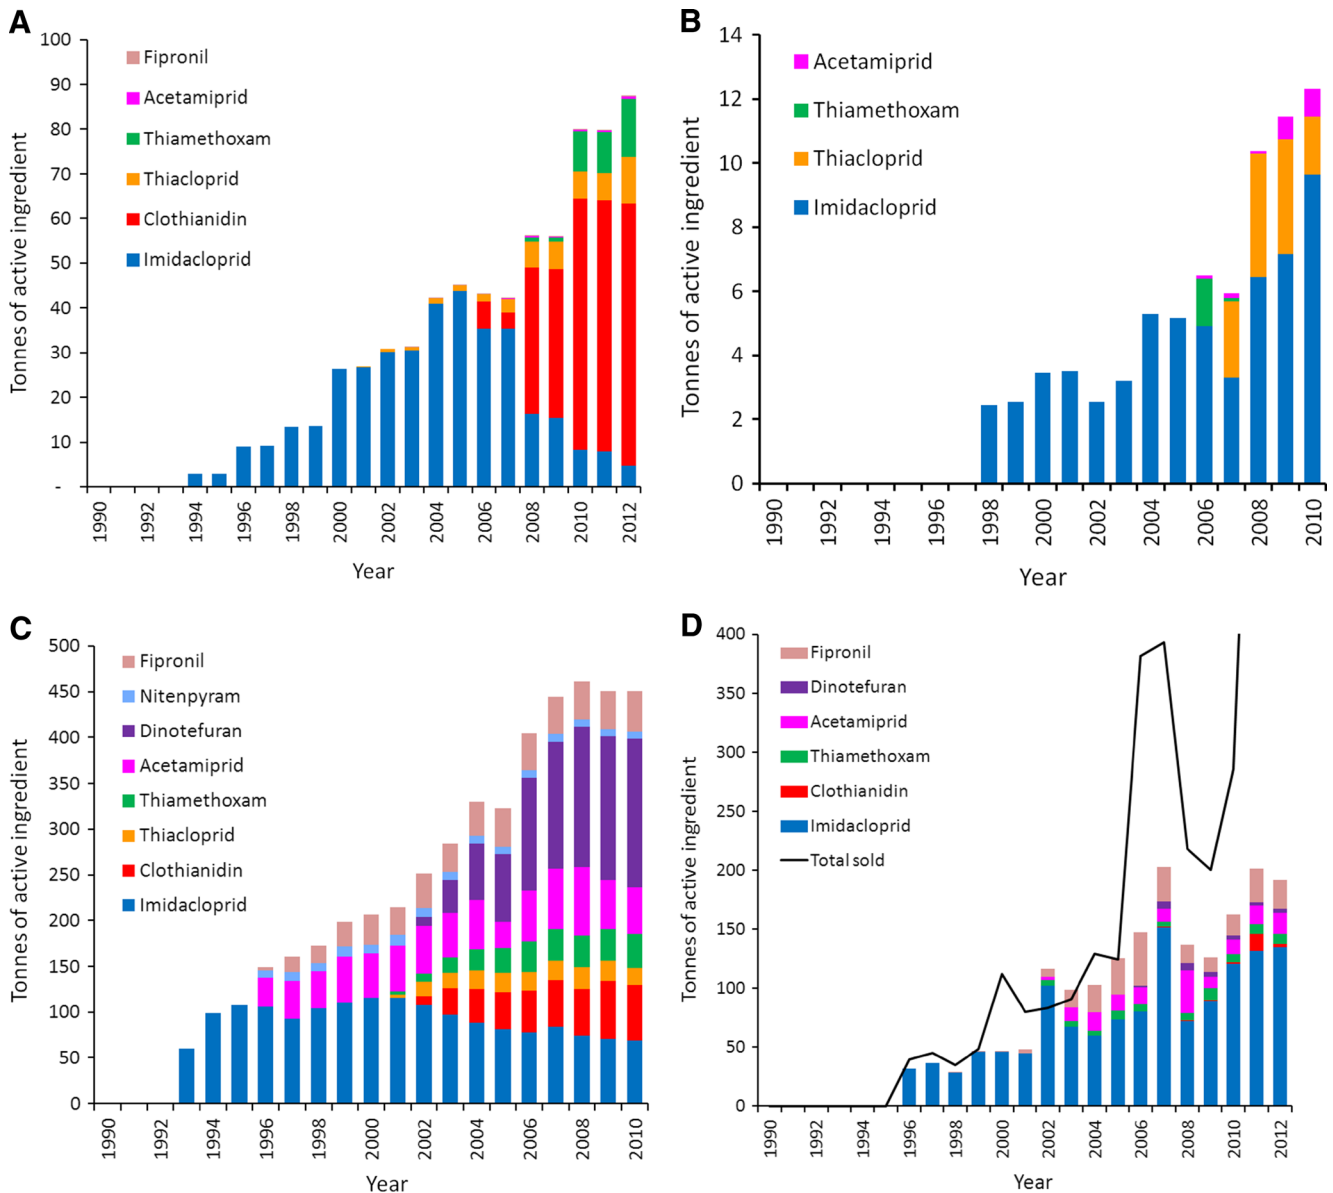 A
Tonnes of active ingredient
100
90
80
70
60
50
40
30
20
10
-
Fipronil
Acetamiprid
Thiamethoxam
Thiacloprid
Clothianidin
Imidacloprid
1990
1992
1994
1996
1998
2000
2002
2004
2006
2008
2010
2012
Year
B
Tonnes of active ingredient
14
12
10
8
6
4
2
0
Acetamiprid
Thiamethoxam
Thiacloprid
Imidacloprid
1990
1992
1994
1996
1998
2000
2002
2004
2006
2008
2010
Year
C
Tonnes of active ingredient
500
450
400
350
300
250
200
150
100
50
0
Fipronil
Nitenpyram
Dinotefuran
Acetamiprid
Thiamethoxam
Thiacloprid
Clothianidin
Imidacloprid
1990
1992
1994
1996
1998
2000
2002
2004
2006
2008
2010
Year
D
Tonnes of active ingredient
400
350
300
250
200
150
100
50
0
Fipronil
Dinotefuran
Acetamiprid
Thiamethoxam
Clothianidin
Imidacloprid
Total sold
1990
1992
1994
1996
1998
2000
2002
2004
2006
2008
2010
2012
Year